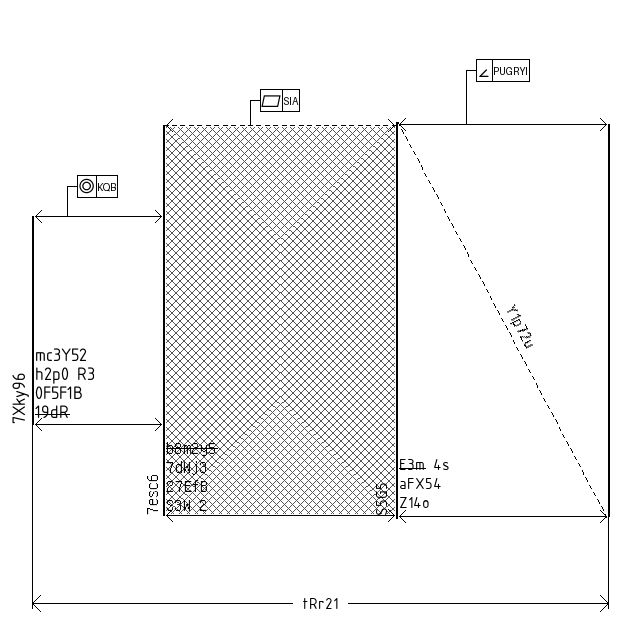 PUGRYI
SIA
KQB
Y1p72u
mc3Y52
h2p0 R3
0F5F1B
19dR
7Xky96
b8m2y5
7dWj3
27EfB
S3W 2
7esc6
S5G5
E3m 4s
aFX54
Z14o
tRr21